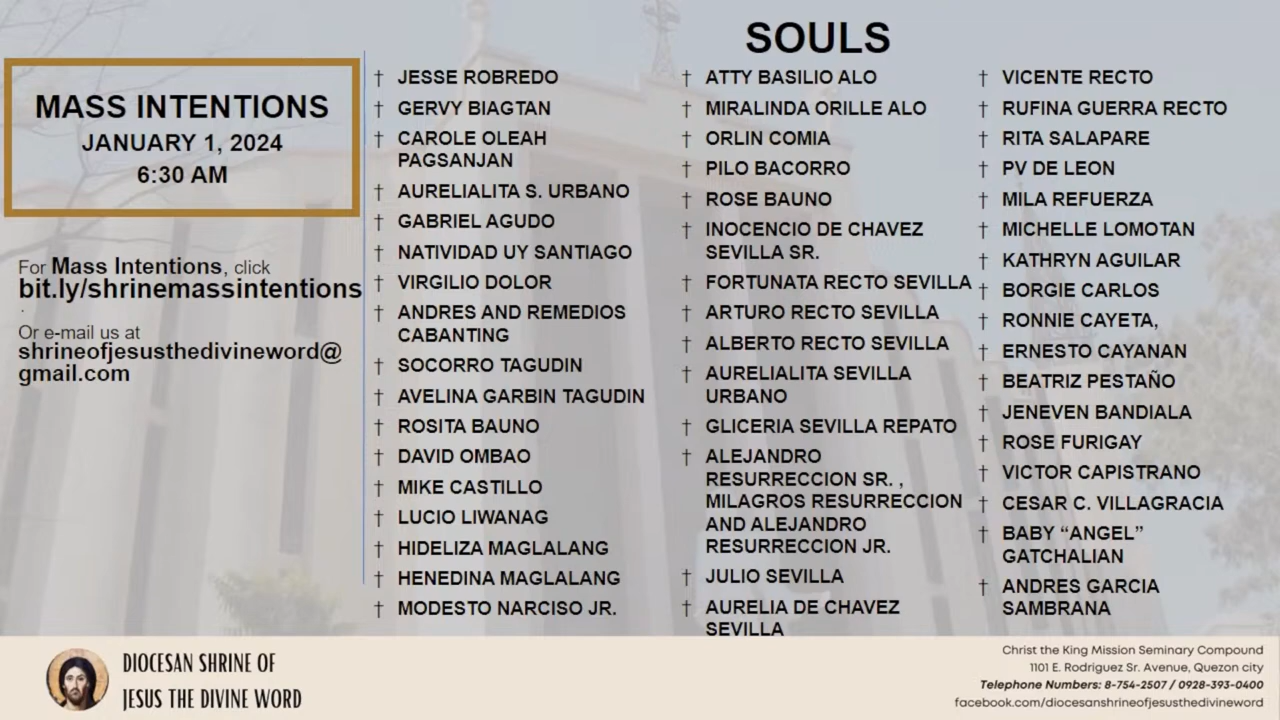 SOULS
MASS INTENTIONS
JANUARY 1, 2024
6:30 AM
For Mass Intentions, click
bit.ly/shrinemassintentions
.
Or e-mail us at
shrineofjesusthedivineword@
gmail.com
† JESSE ROBREDO
† GERVY BIAGTAN
† CAROLE OLEAH
PAGSANJAN
† AURELIALITA S. URBANO
† GABRIEL AGUDO
† NATIVIDAD UY SANTIAGO
† VIRGILIO DOLOR
† ANDRES AND REMEDIOS
CABANTING
† SOCORRO TAGUDIN
† AVELINA GARBIN TAGUDIN
† ROSITA BAUNO
† DAVID OMBAO
† MIKE CASTILLO
† LUCIO LIWANAG
† HIDELIZA MAGLALANG
† HENEDINA MAGLALANG
† MODESTO NARCISO JR.
† ATTY BASILIO ALO
† MIRALINDA ORILLE ALO
† ORLIN COMIA
† PILO BACORRO
† ROSE BAUNO
† INOCENCIO DE CHAVEZ
SEVILLA SR.
† FORTUNATA RECTO SEVILLA
† ARTURO RECTO SEVILLA
† ALBERTO RECTO SEVILLA
† AURELIALITA SEVILLA
URBANO
† GLICERIA SEVILLA REPATO
† ALEJANDRO
RESURRECCION SR. ,
MILAGROS RESURRECCION
AND ALEJANDRO
RESURRECCION JR.
† JULIO SEVILLA
† AURELIA DE CHAVEZ
SEVILLA
† VICENTE RECTO
† RUFINA GUERRA RECTO
† RITA SALAPARE
† PV DE LEON
† MILA REFUERZA
† MICHELLE LOMOTAN
† KATHRYN AGUILAR
† BORGIE CARLOS
† RONNIE CAYETA,
† ERNESTO CAYANAN
† BEATRIZ PESTAÑO
† JENEVEN BANDIALA
† ROSE FURIGAY
† VICTOR CAPISTRANO
† CESAR C. VILLAGRACIA
† BABY “ANGEL”
GATCHALIAN
† ANDRES GARCIA
SAMBRANA
DIOCESAN SHRINE OF
JESUS THE DIVINE WORD
Christ the King Mission Seminary Compound
1101 E. Rodriguez Sr. Avenue, Quezon city
Telephone Numbers: 8-754-2507 / 0928-393-0400
facebook.com/diocesanshrineofjesusthedivineword